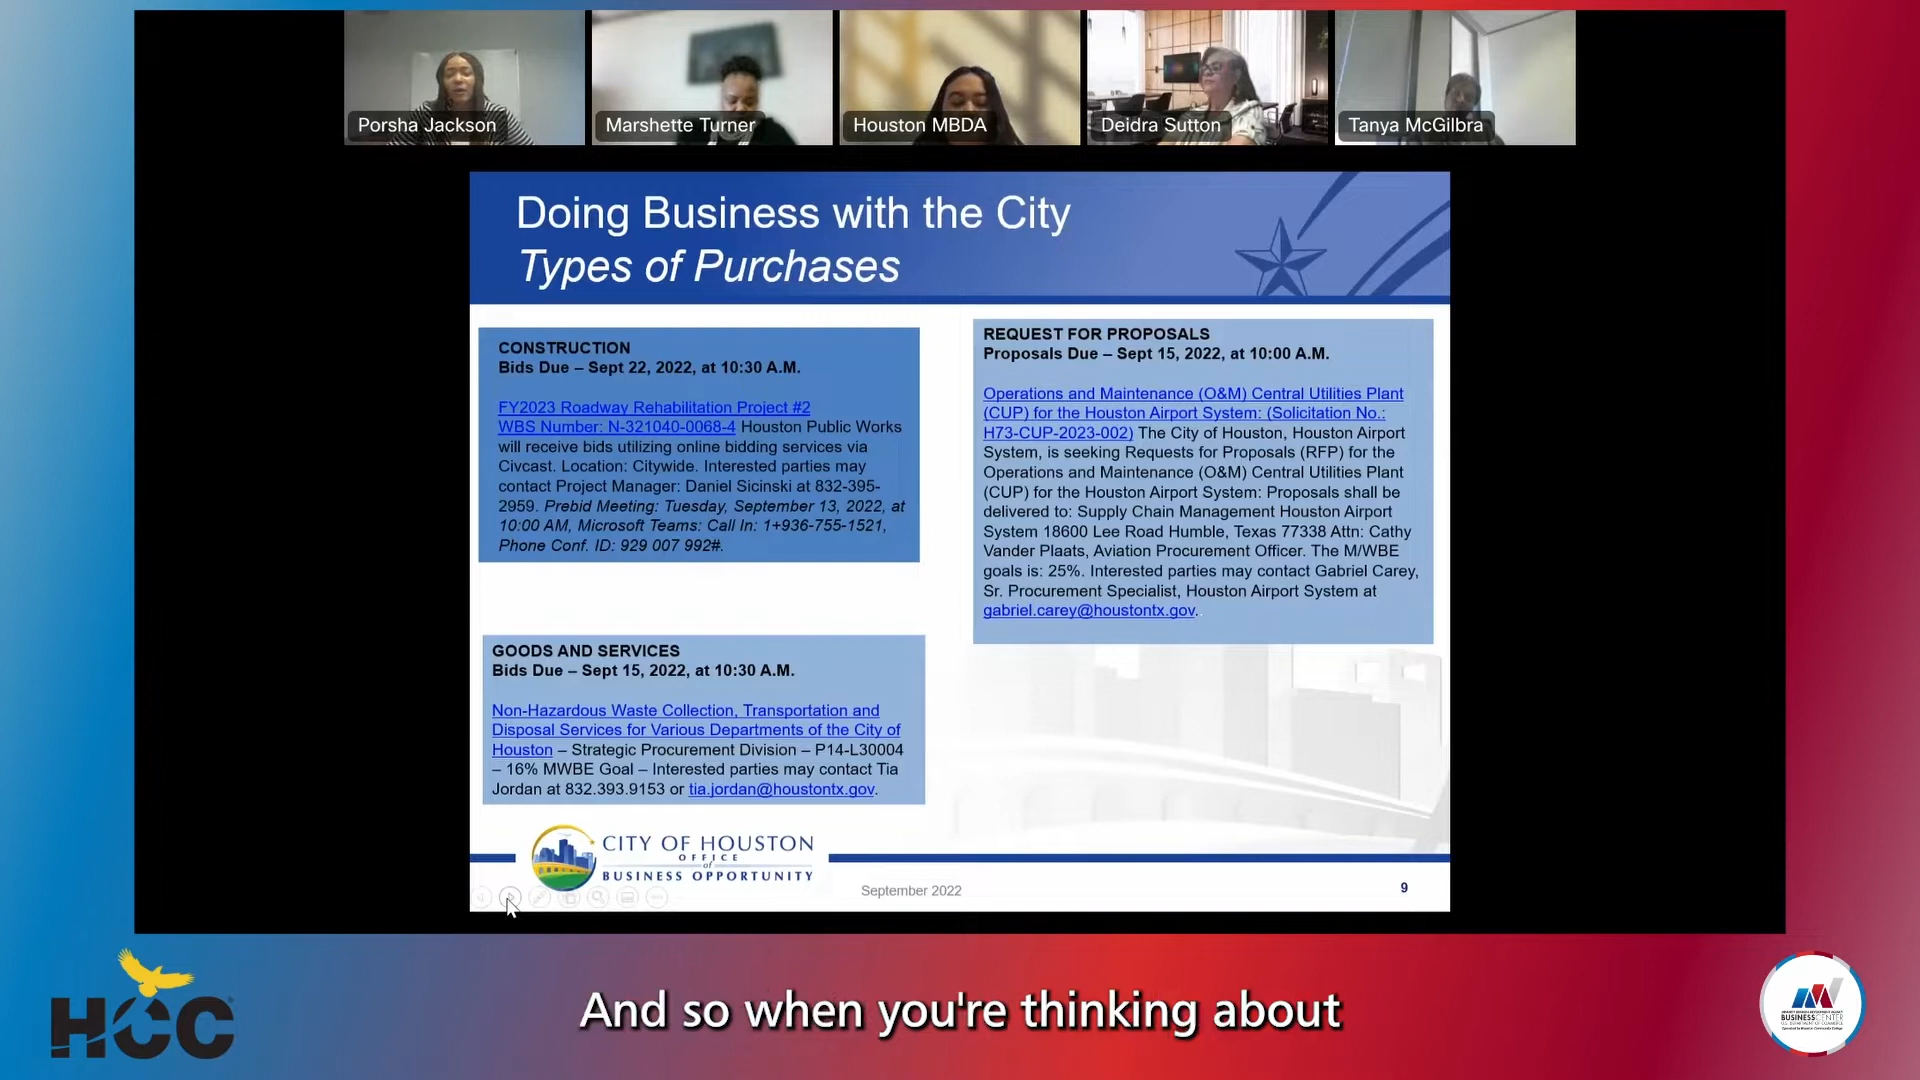 Porsha Jackson
Marshette Turner
Houston MBDA
Deidra Sutton
Tanya McGilbra
Doing Business with the City
Types of Purchases
CONSTRUCTION
Bids Due – Sept 22, 2022, at 10:30 A.M.
FY2023 Roadway Rehabilitation Project #2
WBS Number: N-321040-0068-4 Houston Public Works
will receive bids utilizing online bidding services via
Civcast. Location: Citywide. Interested parties may
contact Project Manager: Daniel Sicinski at 832-395-
2959. Prebid Meeting: Tuesday, September 13, 2022, at
10:00 AM, Microsoft Teams: Call In: 1+936-755-1521,
Phone Conf. ID: 929 007 992#.
GOODS AND SERVICES
Bids Due – Sept 15, 2022, at 10:30 A.M.
Non-Hazardous Waste Collection, Transportation and
Disposal Services for Various Departments of the City of
Houston – Strategic Procurement Division – P14-L30004
– 16% MWBE Goal – Interested parties may contact Tia
Jordan at 832.393.9153 or tia.jordan@houstontx.gov.
REQUEST FOR PROPOSALS
Proposals Due – Sept 15, 2022, at 10:00 A.M.
Operations and Maintenance (O&M) Central Utilities Plant
(CUP) for the Houston Airport System: (Solicitation No.:
H73-CUP-2023-002) The City of Houston, Houston Airport
System, is seeking Requests for Proposals (RFP) for the
Operations and Maintenance (O&M) Central Utilities Plant
(CUP) for the Houston Airport System: Proposals shall be
delivered to: Supply Chain Management Houston Airport
System 18600 Lee Road Humble, Texas 77338 Attn: Cathy
Vander Plaats, Aviation Procurement Officer. The M/WBE
goals is: 25%. Interested parties may contact Gabriel Carey,
Sr. Procurement Specialist, Houston Airport System at
gabriel.carey@houstontx.gov.
CITY OF HOUSTON
OFFICE
of
BUSINESS OPPORTUNITY
September 2022
9
HCC
And so when you're thinking about
BUSINESS CENTER